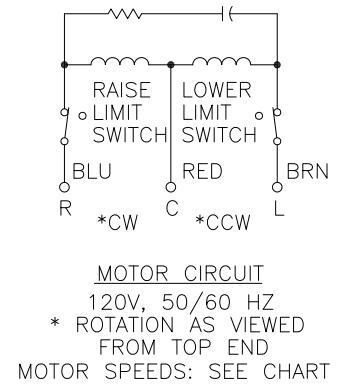 RAISE LOWER
LIMIT LIMIT
SWITCH SWITCH
BLU RED BRN
R C L
*CW *CCW
MOTOR CIRCUIT
120V, 50/60 HZ
* ROTATION AS VIEWED
FROM TOP END
MOTOR SPEEDS: SEE CHART